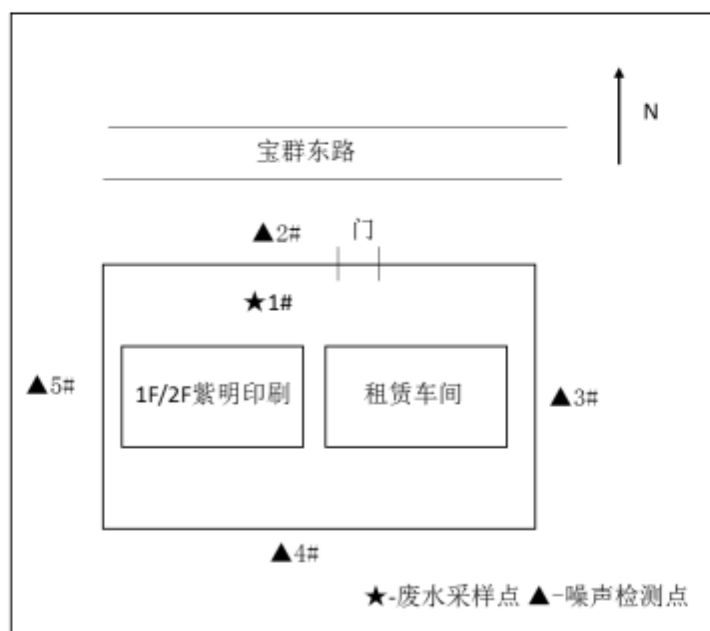 N
宝群东路
▲2#
门
★1#
▲5#
1F/2F紫明印刷
租赁车间
▲3#
▲4#
★-废水采样点 ▲-噪声检测点